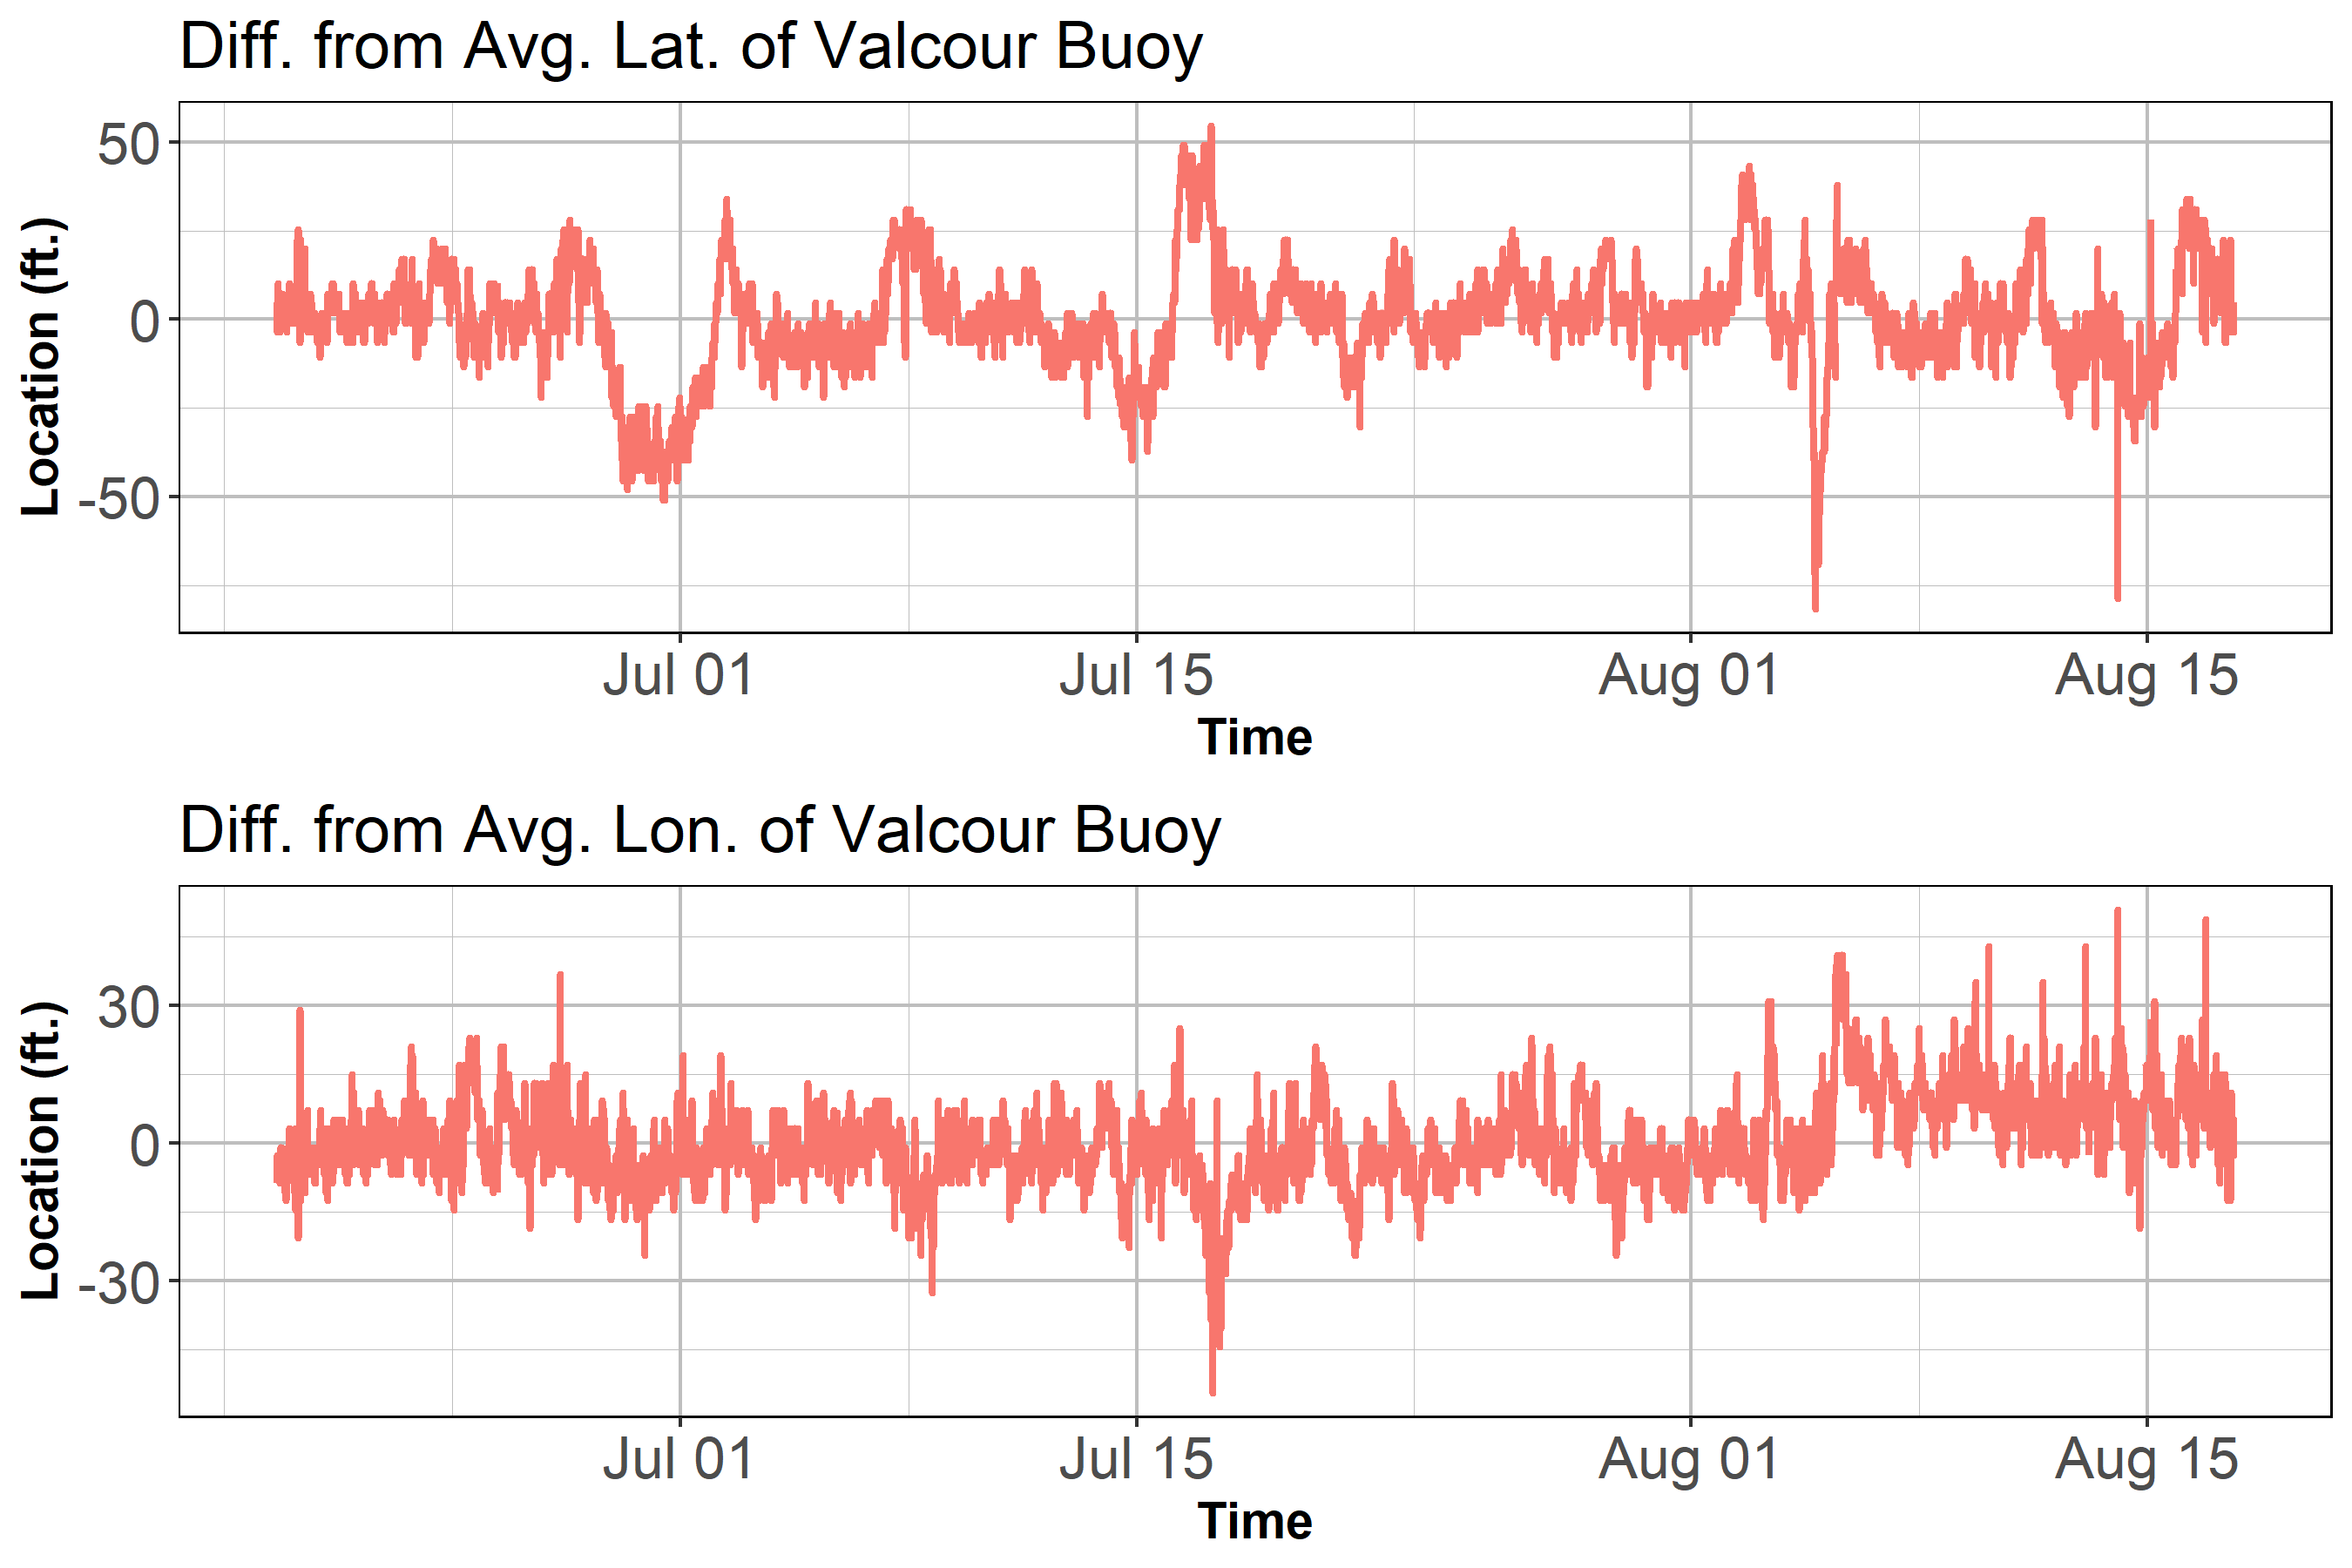 Diff. from Avg. Lat. of Valcour Buoy
Location (ft.)
50
0
-50
Jul 01 Jul 15 Aug 01 Aug 15
Time
Diff. from Avg. Lon. of Valcour Buoy
Location (ft.)
30
0
-30
Jul 01 Jul 15 Aug 01 Aug 15
Time